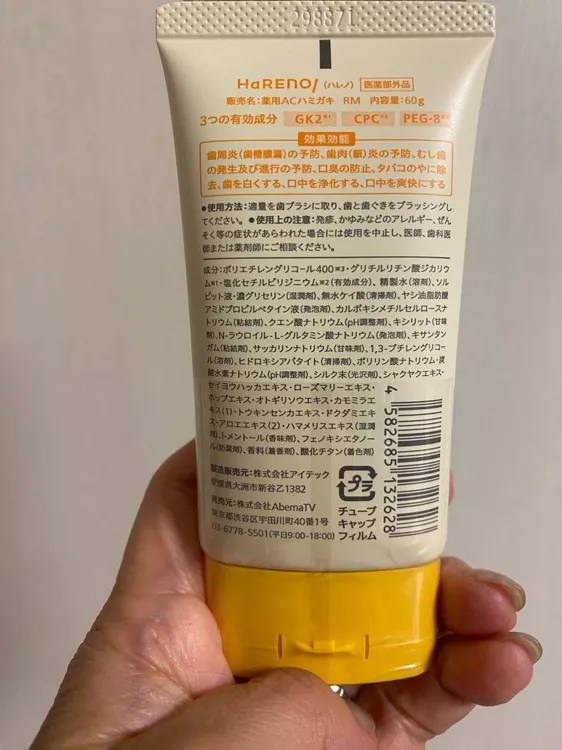 298871
HaRENO/ (ハレノ) 医薬部外品
販売名：薬用ACハミガキ RM 内容量：60g
3つの有効成分 GK2※1 CPC※2 PEG-8※3
効果効能
歯周炎(歯槽膿漏)の予防、歯肉(齦)炎の予防、むし歯
の発生及び進行の予防、口臭の防止、タバコのやに除
去、歯を白くする、口中を浄化する、口中を爽快にする
●使用方法：適量を歯ブラシに取り、歯と歯ぐきをブラッシングし
てください。●使用上の注意：発疹、かゆみなどのアレルギー、ぜん
そく等の症状があらわれた場合には使用を中止し、医師、歯科医
師または薬剤師にご相談ください。
成分：ポリエチレングリコール400※3・グリチルリチン酸ジカリウ
ム※1・塩化セチルピリジニウム※2(有効成分)、精製水(溶剤)、ソル
ビット液・濃グリセリン(湿潤剤)、無水ケイ酸(清掃剤)、ヤシ油脂肪酸
アミドプロピルベタイン液(発泡剤)、カルボキシメチルセルロースナ
トリウム(粘結剤)、クエン酸ナトリウム(pH調整剤)、キシリット(甘味
剤)、N-ラウロイル-L-グルタミン酸ナトリウム(発泡剤)、キサンタン
ガム(粘結剤)、サッカリンナトリウム(甘味剤)、1,3-ブチレングリコー
ル(溶剤)、ヒドロキシアパタイト(清掃剤)、ポリリン酸ナトリウム・炭
酸水素ナトリウム(pH調整剤)、シルク末(光沢剤)、シャクヤクエキス・
セイヨウハッカエキス・ローズマリーエキス・
ホップエキス・オトギリソウエキス・カモミラエ
キス(1)・トウキンセンカエキス・ドクダミエキ
ス・アロエエキス(2)・ハマメリスエキス(湿潤
剤)、l-メントール(香味剤)、フェノキシエタノー
ル(防腐剤)、香料(着香剤)、酸化チタン(着色剤)
製造販売元：株式会社アイテック
愛媛県大洲市新谷乙1382
発売元：株式会社AbemaTV
東京都渋谷区宇田川町40番1号
03-6778-5501(平日9:00-18:00)
プラ
チューブ
キャップ
フィルム
4 582685 132628